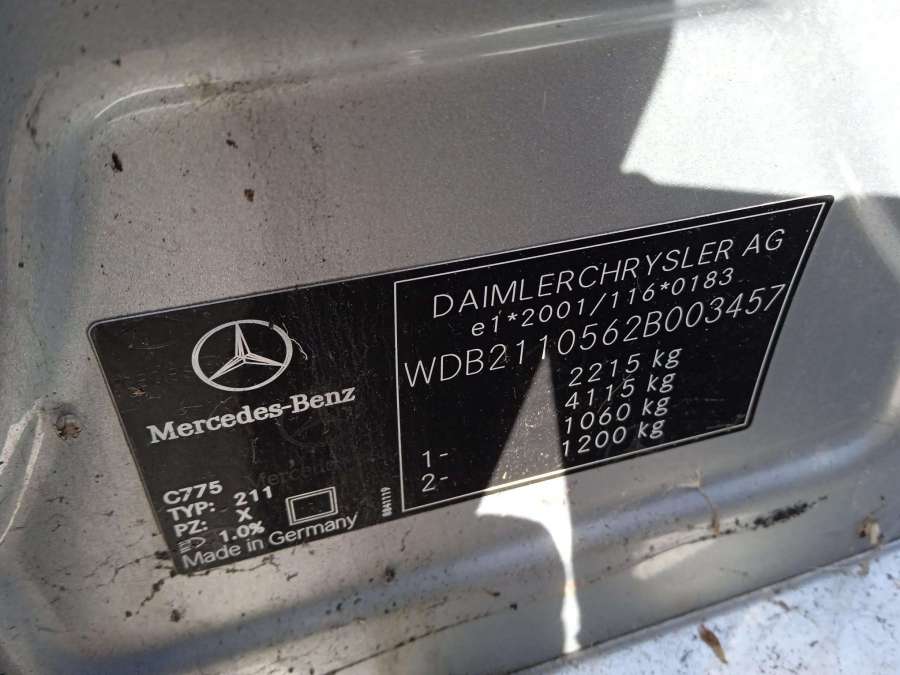 Mercedes-Benz
C775
TYP: 211
PZ: X
1.0%
Made in Germany
8841119
DAIMLERCHRYSLER AG
e1*2001/116*0183
WDB2110562B003457
2215 kg
4115 kg
1- 1060 kg
2- 1200 kg